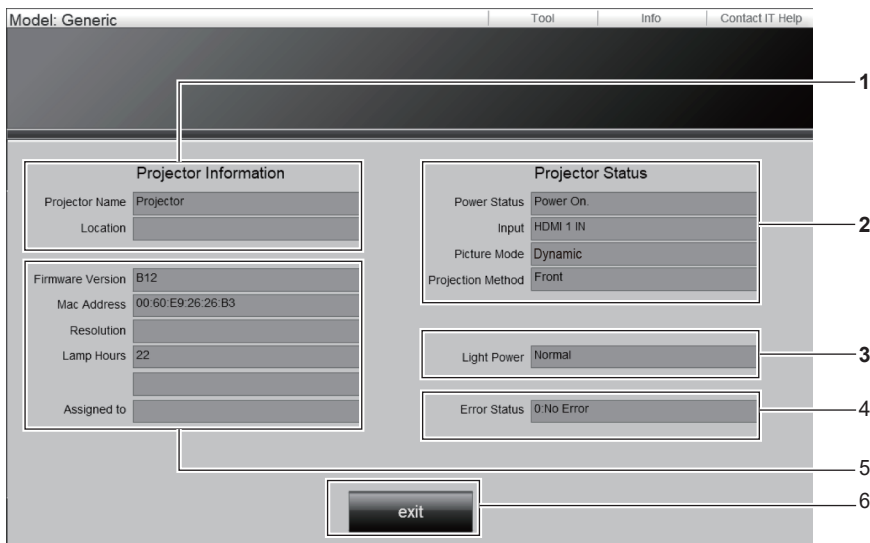 Model: Generic
Tool
Info
Contact IT Help
1
Projector Information
Projector Name Projector
Location
Projector Status
Power Status Power On.
Input HDMI 1 IN
Picture Mode Dynamic
Projection Method Front
2
Firmware Version B12
Mac Address 00:60:E9:26:26:B3
Resolution
Lamp Hours 22
Assigned to
Light Power Normal
3
Error Status 0:No Error
4
5
exit
6